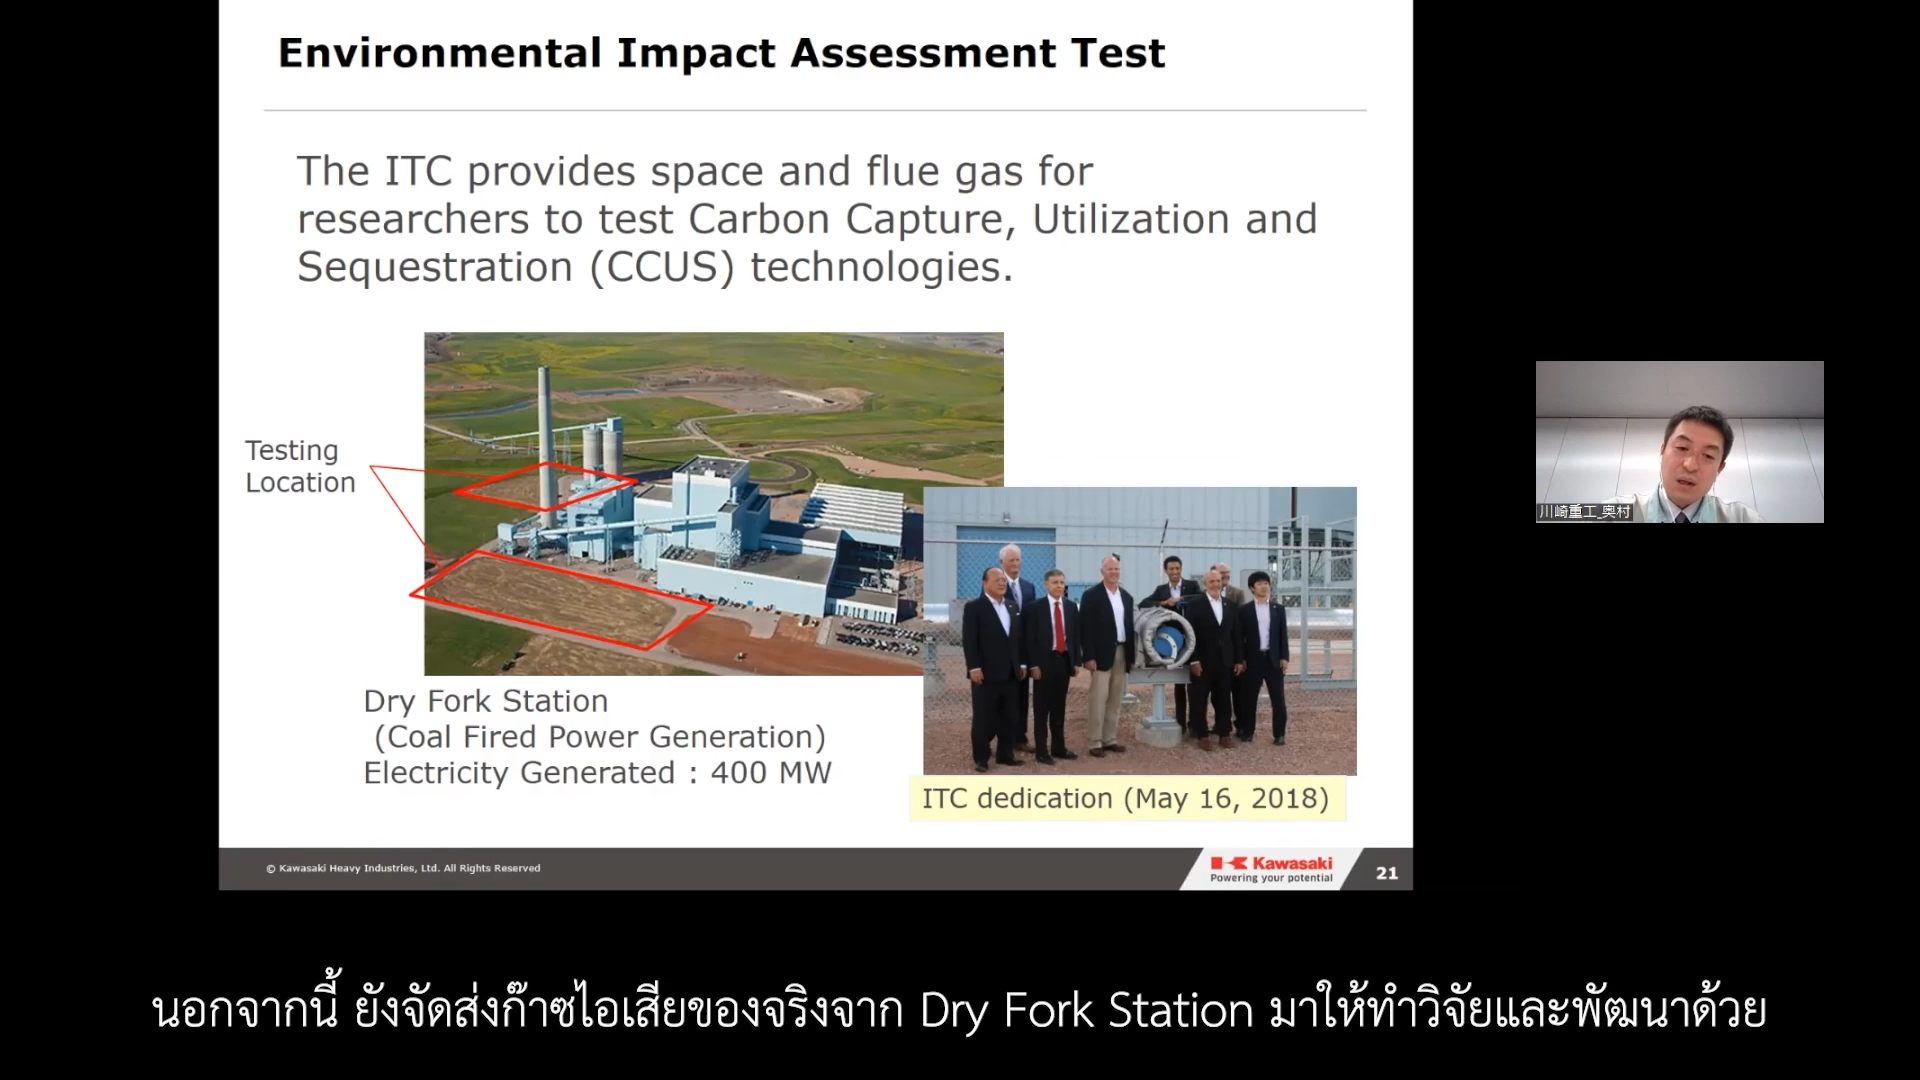 Environmental Impact Assessment Test
The ITC provides space and flue gas for
researchers to test Carbon Capture, Utilization and
Sequestration (CCUS) technologies.
Testing
Location
Dry Fork Station
(Coal Fired Power Generation)
Electricity Generated : 400 MW
ITC dedication (May 16, 2018)
© Kawasaki Heavy Industries, Ltd. All Rights Reserved
Kawasaki
Powering your potential
21
川崎重工_奥村
นอกจากนี้ ยังจัดส่งก๊าซไอเสียของจริงจาก Dry Fork Station มาให้ทำวิจัยและพัฒนาด้วย